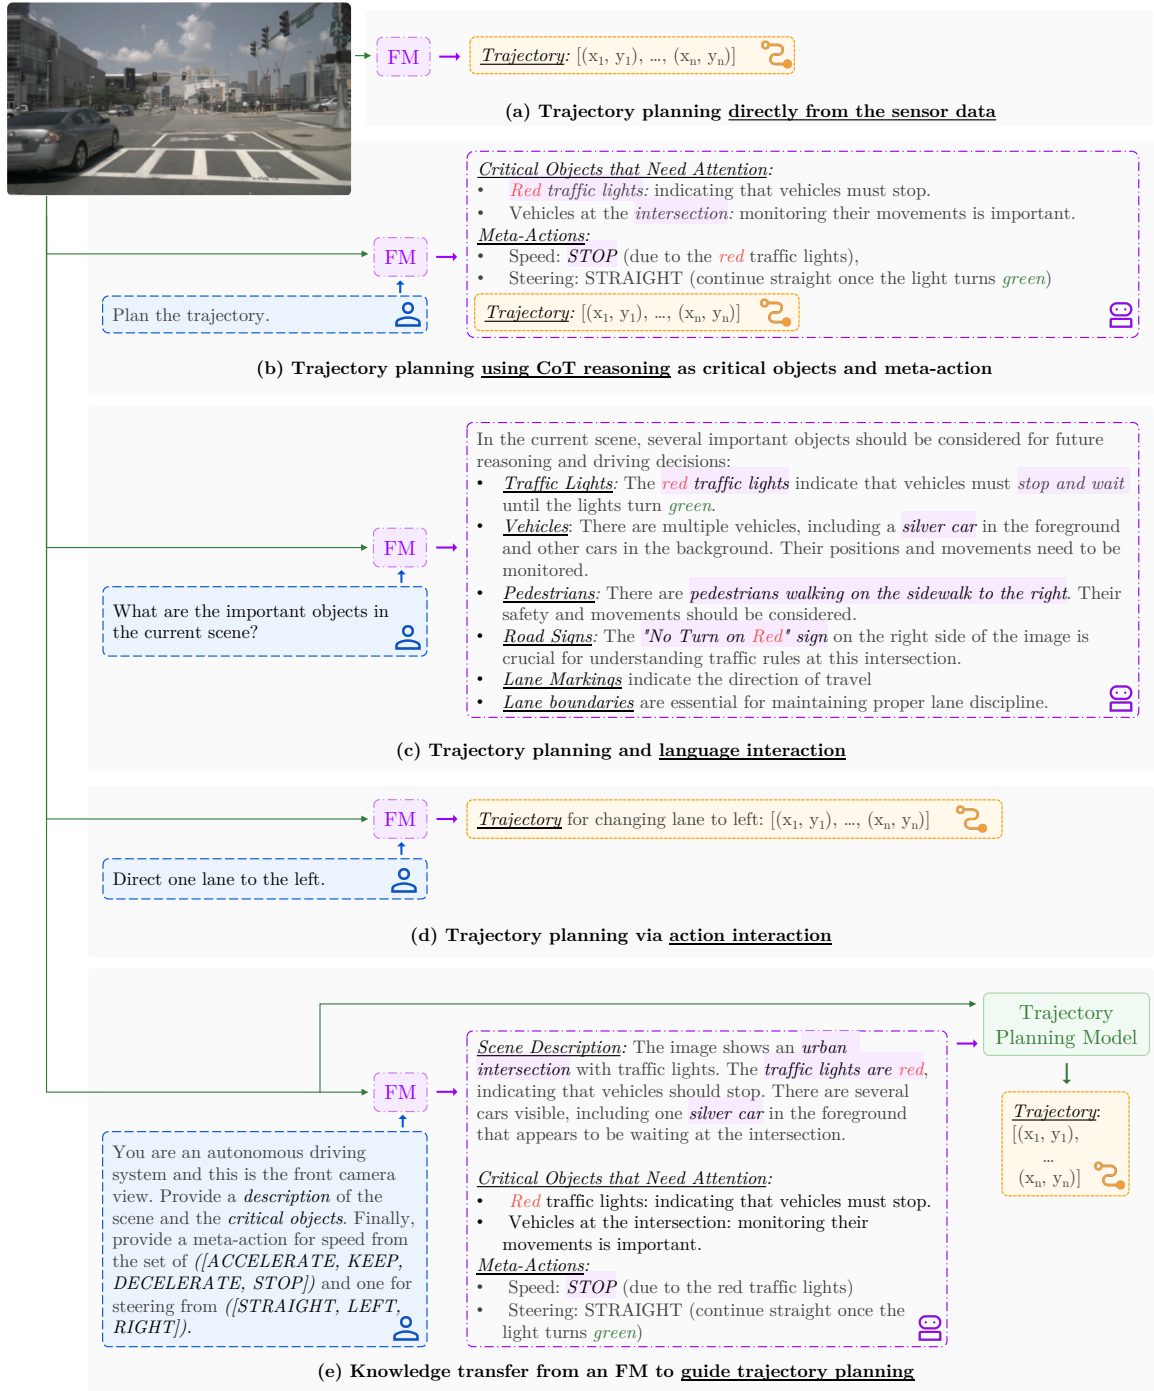 FM
Trajectory: [(x₁, y₁), ..., (xₙ, yₙ)]
(a) Trajectory planning directly from the sensor data
Critical Objects that Need Attention:
• Red traffic lights: indicating that vehicles must stop.
• Vehicles at the intersection: monitoring their movements is important.
Meta-Actions:
FM
• Speed: STOP (due to the red traffic lights),
• Steering: STRAIGHT (continue straight once the light turns green)
Plan the trajectory.
Trajectory: [(x₁, y₁), ..., (xₙ, yₙ)]
(b) Trajectory planning using CoT reasoning as critical objects and meta-action
In the current scene, several important objects should be considered for future
reasoning and driving decisions:
• Traffic Lights: The red traffic lights indicate that vehicles must stop and wait
until the lights turn green.
FM
• Vehicles: There are multiple vehicles, including a silver car in the foreground
and other cars in the background. Their positions and movements need to be
monitored.
What are the important objects in
the current scene?
• Pedestrians: There are pedestrians walking on the sidewalk to the right. Their
safety and movements should be considered.
• Road Signs: The "No Turn on Red" sign on the right side of the image is
crucial for understanding traffic rules at this intersection.
• Lane Markings indicate the direction of travel
• Lane boundaries are essential for maintaining proper lane discipline.
(c) Trajectory planning and language interaction
FM
Trajectory for changing lane to left: [(x₁, y₁), ..., (xₙ, yₙ)]
Direct one lane to the left.
(d) Trajectory planning via action interaction
Trajectory
Planning Model
FM
Scene Description: The image shows an urban
intersection with traffic lights. The traffic lights are red,
indicating that vehicles should stop. There are several
cars visible, including one silver car in the foreground
that appears to be waiting at the intersection.
Trajectory:
[(x₁, y₁),
...
(xₙ, yₙ)]
You are an autonomous driving
system and this is the front camera
view. Provide a description of the
scene and the critical objects. Finally,
provide a meta-action for speed from
the set of ([ACCELERATE, KEEP,
DECELERATE, STOP]) and one for
steering from ([STRAIGHT, LEFT,
RIGHT]).
Critical Objects that Need Attention:
• Red traffic lights: indicating that vehicles must stop.
• Vehicles at the intersection: monitoring their
movements is important.
Meta-Actions:
• Speed: STOP (due to the red traffic lights)
• Steering: STRAIGHT (continue straight once the
light turns green)
(e) Knowledge transfer from an FM to guide trajectory planning